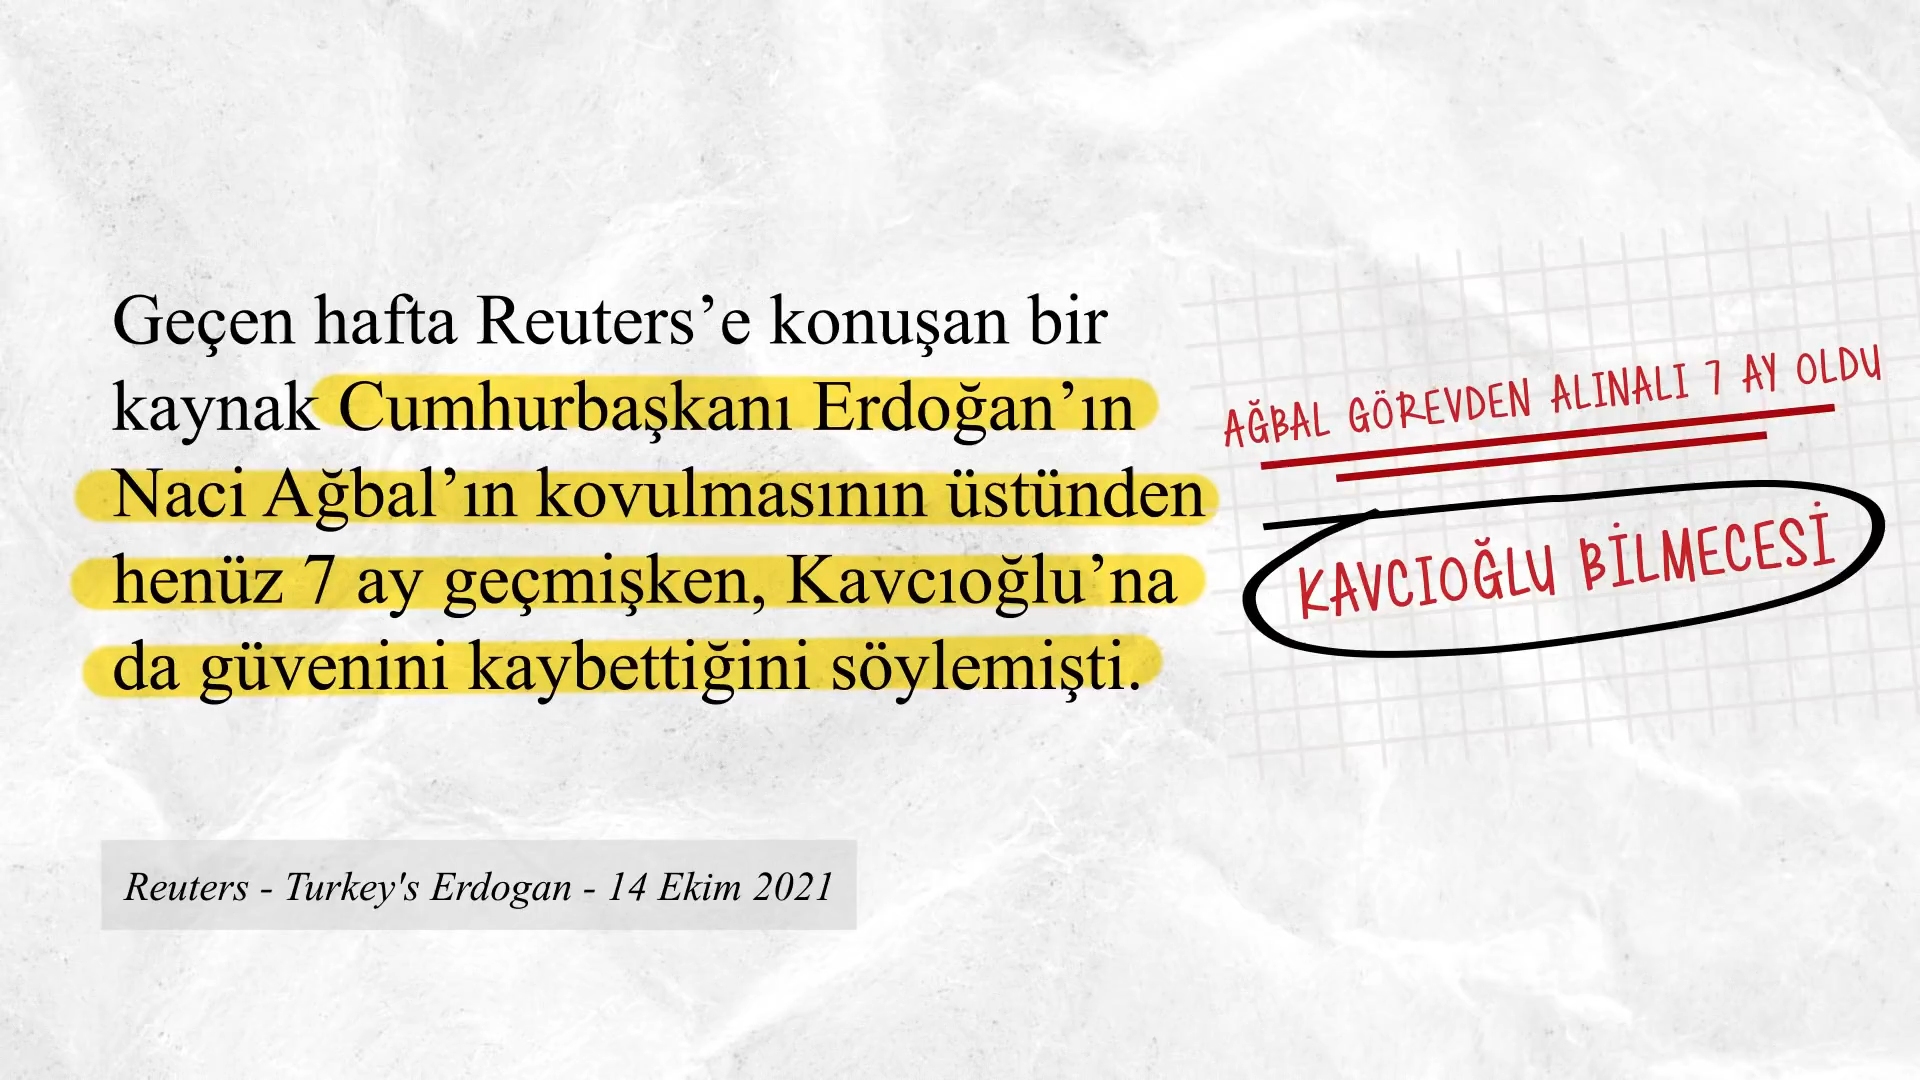 Geçen hafta Reuters’e konuşan bir
kaynak Cumhurbaşkanı Erdoğan’ın
Naci Ağbal’ın kovulmasının üstünden
henüz 7 ay geçmişken, Kavcıoğlu’na
da güvenini kaybettiğini söylemişti.
AĞBAL GÖREVDEN ALINALI 7 AY OLDU
KAVCIOĞLU BİLMECESİ
Reuters - Turkey's Erdogan - 14 Ekim 2021